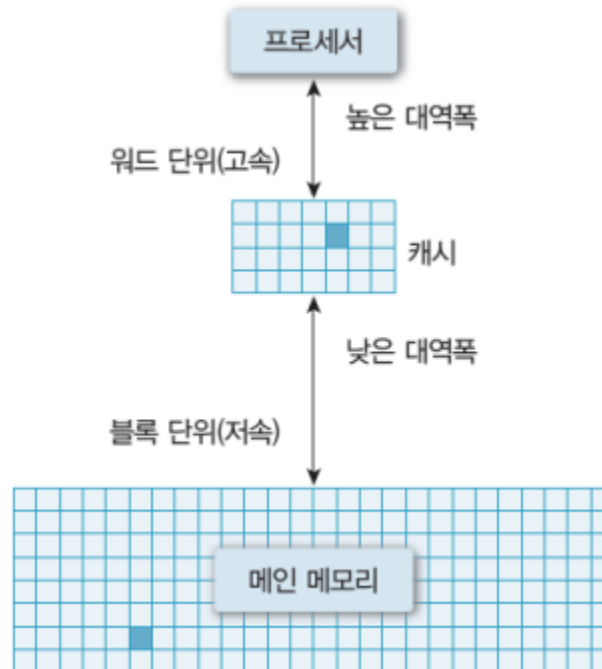 프로세서
높은 대역폭
워드 단위(고속)
캐시
낮은 대역폭
블록 단위(저속)
메인 메모리